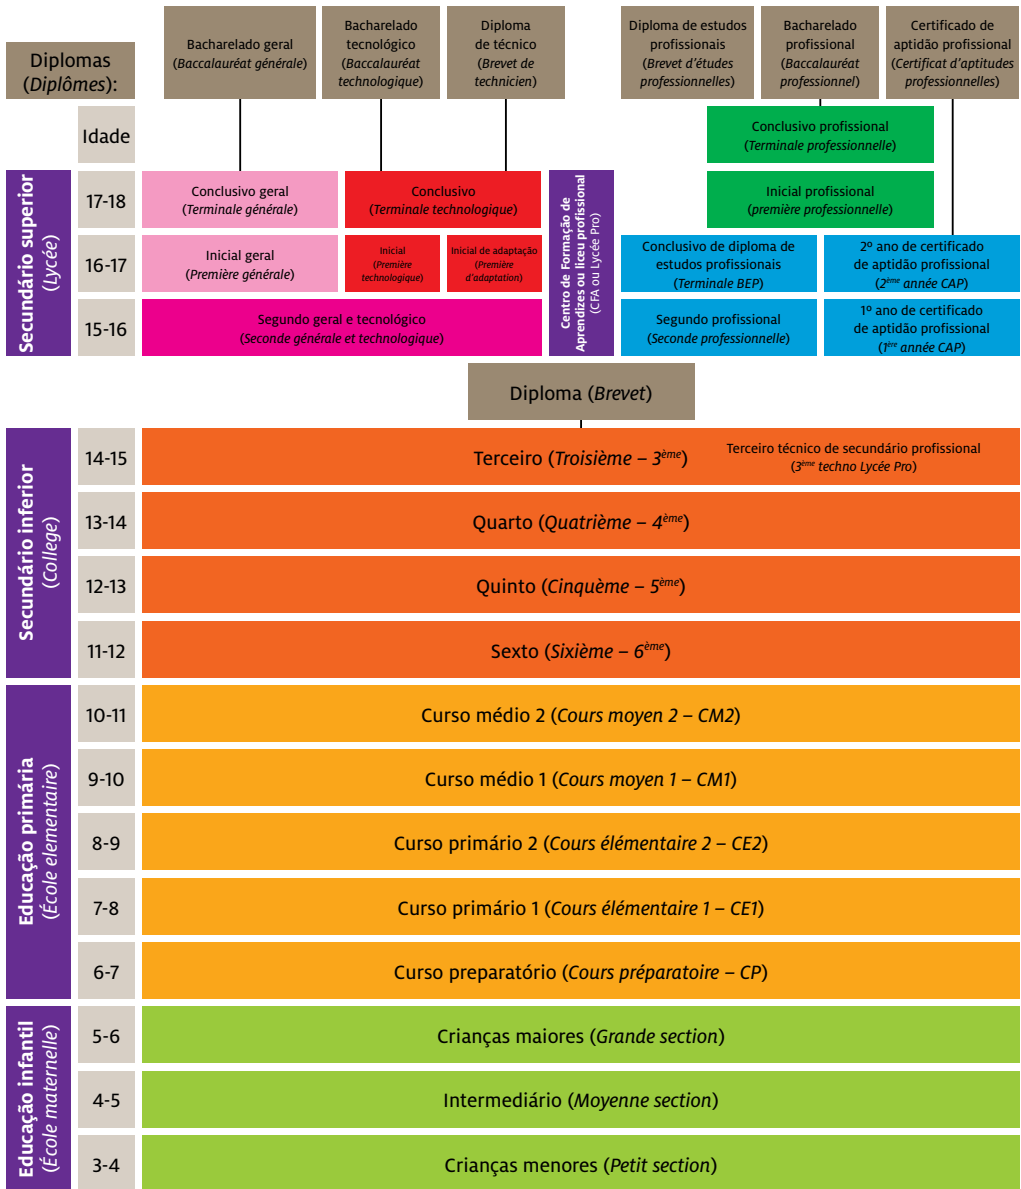 Diplomas
(Diplômes):
Bacharelado geral
(Baccalauréat générale)
Bacharelado
tecnológico
(Baccalauréat
technologique)
Diploma
de técnico
(Brevet de
technicien)
Diploma de estudos
profissionais
(Brevet d’études
professionnelles)
Bacharelado
profissional
(Baccalauréat
professionnel)
Certificado de
aptidão profissional
(Certificat d’aptitudes
professionnelles)
Idade
Conclusivo profissional
(Terminale professionnelle)
Secundário superior
(Lycée)
17-18
Conclusivo geral
(Terminale générale)
Conclusivo
(Terminale technologique)
Centro de Formação de
Aprendizes ou liceu profissional
(CFA ou Lycée Pro)
Inicial profissional
(première professionnelle)
16-17
Inicial geral
(Première générale)
Inicial
(Première
technologique)
Inicial de adaptação
(Première
d’adaptation)
Conclusivo de diploma de
estudos profissionais
(Terminale BEP)
2º ano de certificado
de aptidão profissional
(2ème année CAP)
15-16
Segundo geral e tecnológico
(Seconde générale et technologique)
Segundo profissional
(Seconde professionnelle)
1º ano de certificado
de aptidão profissional
(1ère année CAP)
Diploma (Brevet)
Secundário inferior
(College)
14-15
Terceiro (Troisième – 3ème)
Terceiro técnico de secundário profissional
(3ème techno Lycée Pro)
13-14
Quarto (Quatrième – 4ème)
12-13
Quinto (Cinquème – 5ème)
11-12
Sexto (Sixième – 6ème)
Educação primária
(École elementaire)
10-11
Curso médio 2 (Cours moyen 2 – CM2)
9-10
Curso médio 1 (Cours moyen 1 – CM1)
8-9
Curso primário 2 (Cours élémentaire 2 – CE2)
7-8
Curso primário 1 (Cours élémentaire 1 – CE1)
6-7
Curso preparatório (Cours préparatoire – CP)
Educação infantil
(École maternelle)
5-6
Crianças maiores (Grande section)
4-5
Intermediário (Moyenne section)
3-4
Crianças menores (Petit section)